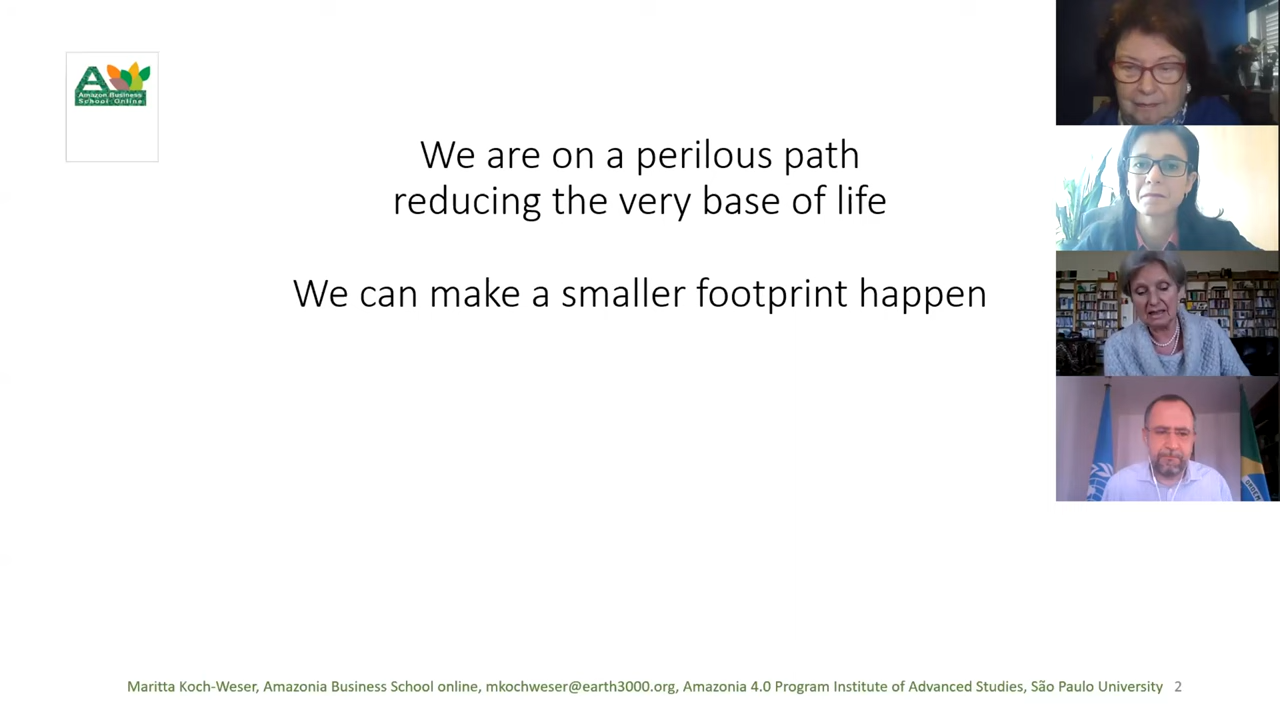 Amazon Business
School Online
We are on a perilous path
reducing the very base of life
We can make a smaller footprint happen
Maritta Koch-Weser, Amazonia Business School online, mkochweser@earth3000.org, Amazonia 4.0 Program Institute of Advanced Studies, São Paulo University 2